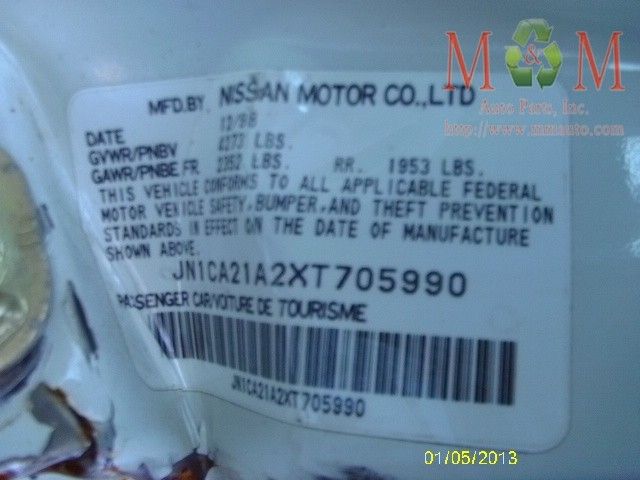 M & M
Auto Parts, Inc.
http://www.mmauto.com
MFD.BY NISSAN MOTOR CO.,LTD
DATE
GVWR/PNBV 4273 LBS.
GAWR/PNBE FR 2352 LBS. RR. 1953 LBS.
THIS VEHICLE CONFORMS TO ALL APPLICABLE FEDERAL
MOTOR VEHICLE SAFETY, BUMPER, AND THEFT PREVENTION
STANDARDS IN EFFECT ON THE DATE OF MANUFACTURE
SHOWN ABOVE.
JN1CA21A2XT705990
PASSENGER CAR/VOITURE DE TOURISME
JN1CA21A2XT705990
01/05/2013